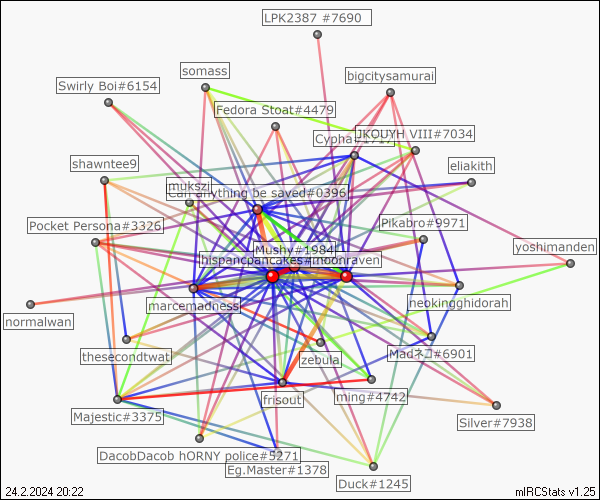 LPK2387 #7690
somass
bigcitysamurai
Swirly Boi#6154
Fedora Stoat#4479
Cypha#1717
JKOUYH_VIII#7034
eliakith
shawntee9
mukszi
Can anything be saved#0396
Pocket Persona#3326
Pikabro#9971
Mushy#1984
yoshimanden
hispancpancakes#
moonraven
marcemadness
neokingghidorah
normalwan
thesecondtwat
zebula
Madネコ#6901
frisout
ming#4742
Majestic#3375
Silver#7938
DacobDacob hORNY police#5271
Eg.Master#1378
Duck#1245
24.2.2024 20:22
mIRCStats v1.25